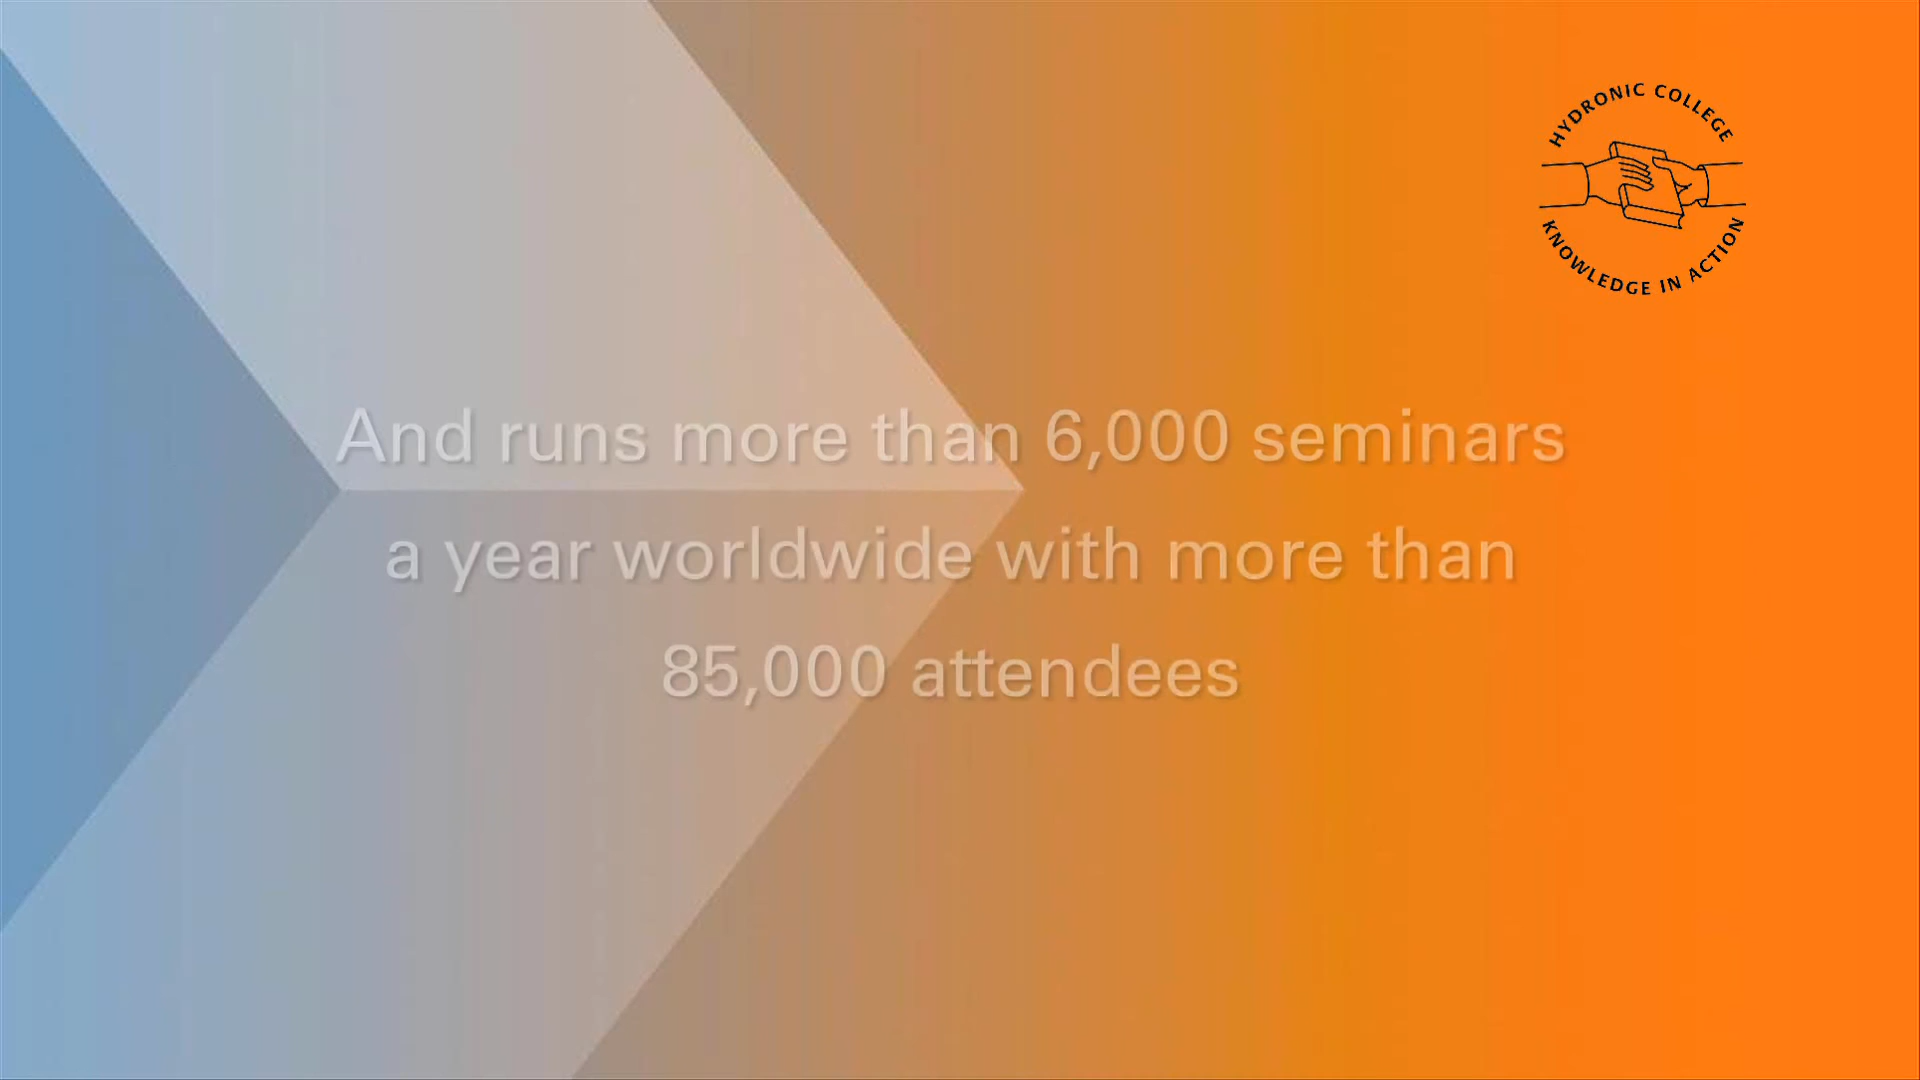 HYDRONIC COLLEGE
KNOWLEDGE IN ACTION
And runs more than 6,000 seminars
a year worldwide with more than
85,000 attendees